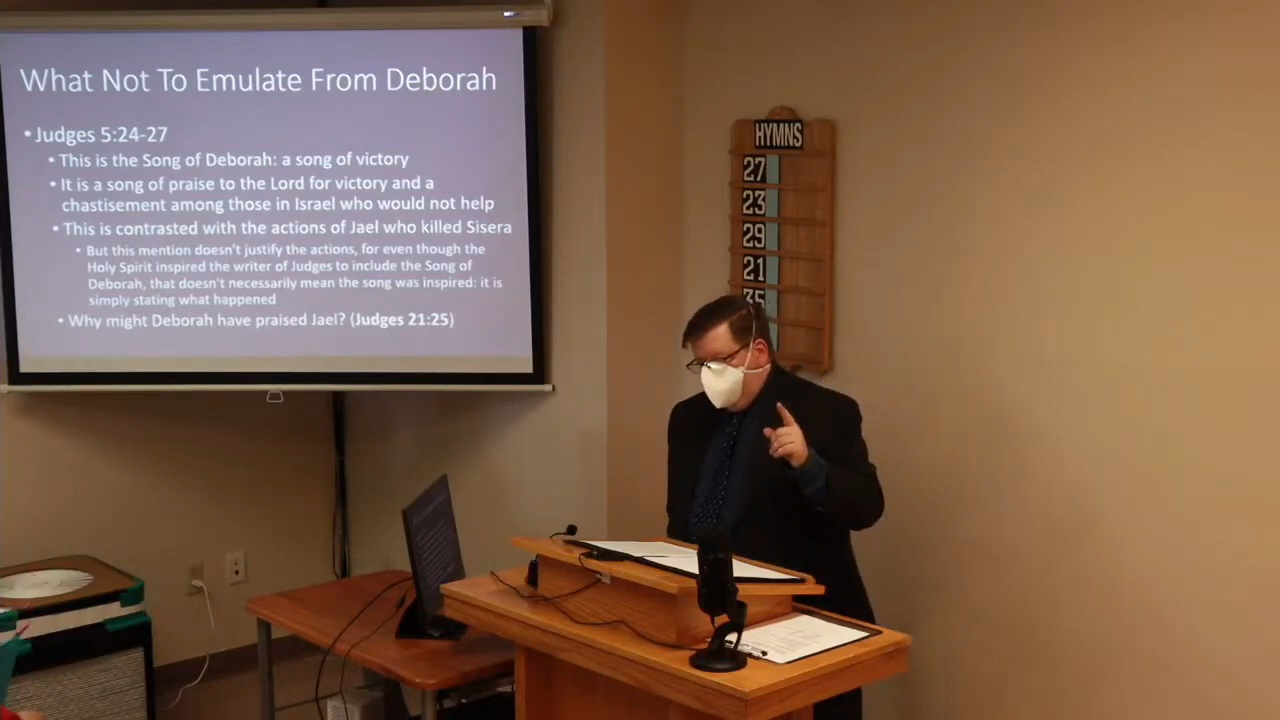 What Not To Emulate From Deborah
• Judges 5:24-27
• This is the Song of Deborah: a song of victory
• It is a song of praise to the Lord for victory and a
chastisement among those in Israel who would not help
• This is contrasted with the actions of Jael who killed Sisera
• But this mention doesn't justify the actions, for even though the
Holy Spirit inspired the writer of Judges to include the Song of
Deborah, that doesn't necessarily mean the song was inspired: it is
simply stating what happened
• Why might Deborah have praised Jael? (Judges 21:25)
HYMNS
27
23
29
21
35